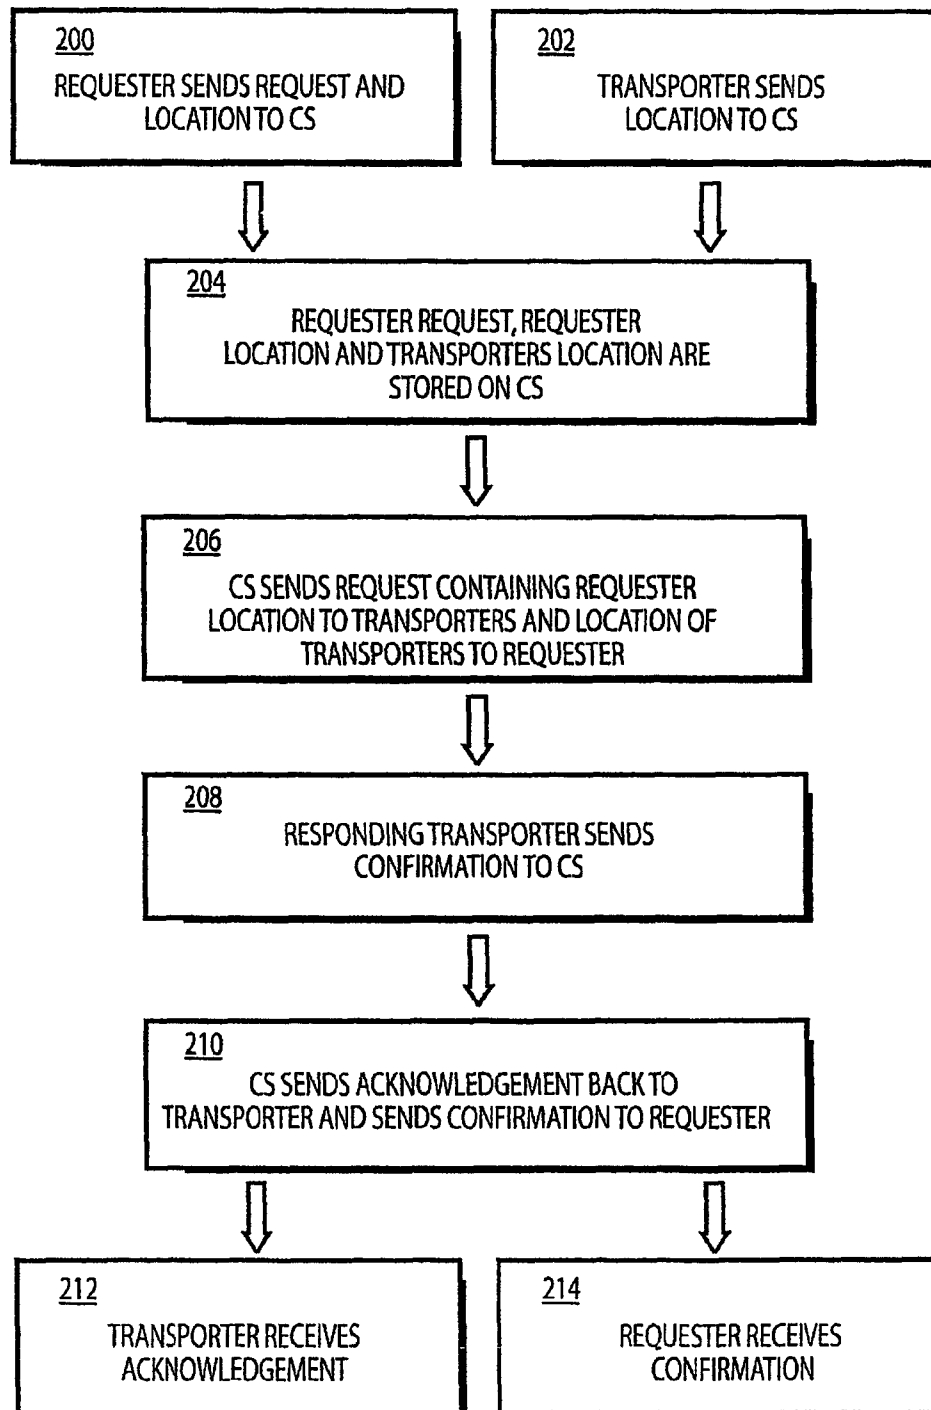 200
REQUESTER SENDS REQUEST AND
LOCATION TO CS
202
TRANSPORTER SENDS
LOCATION TO CS
204
REQUESTER REQUEST, REQUESTER
LOCATION AND TRANSPORTERS LOCATION ARE
STORED ON CS
206
CS SENDS REQUEST CONTAINING REQUESTER
LOCATION TO TRANSPORTERS AND LOCATION OF
TRANSPORTERS TO REQUESTER
208
RESPONDING TRANSPORTER SENDS
CONFIRMATION TO CS
210
CS SENDS ACKNOWLEDGEMENT BACK TO
TRANSPORTER AND SENDS CONFIRMATION TO REQUESTER
212
TRANSPORTER RECEIVES
ACKNOWLEDGEMENT
214
REQUESTER RECEIVES
CONFIRMATION